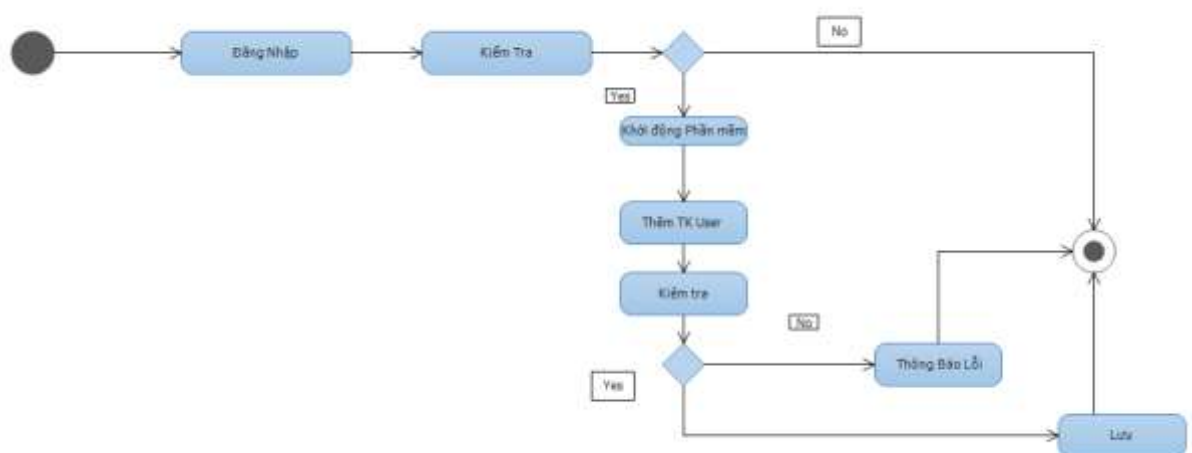 Đăng Nhập
Kiểm Tra
No
Yes
Khởi động Phần mềm
Thêm TK User
Kiểm tra
No
Thông Báo Lỗi
Yes
Lưu